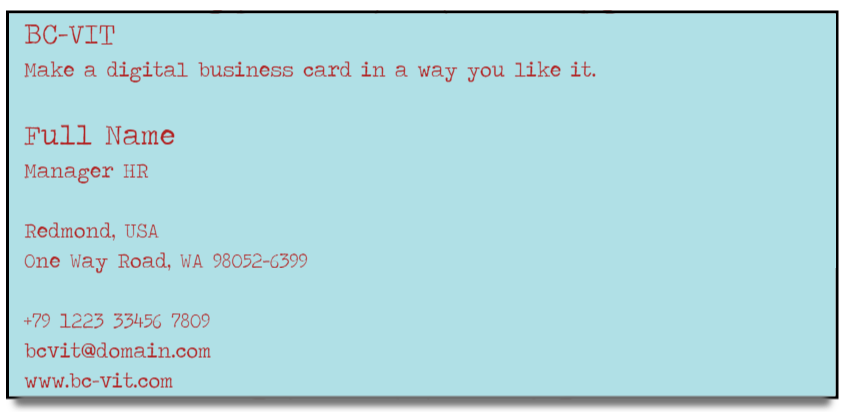 BC-VIT
Make a digital business card in a way you like it.
Full Name
Manager HR
Redmond, USA
One Way Road, WA 98052-6399
+79 1223 33456 7809
bcvit@domain.com
www.bc-vit.com